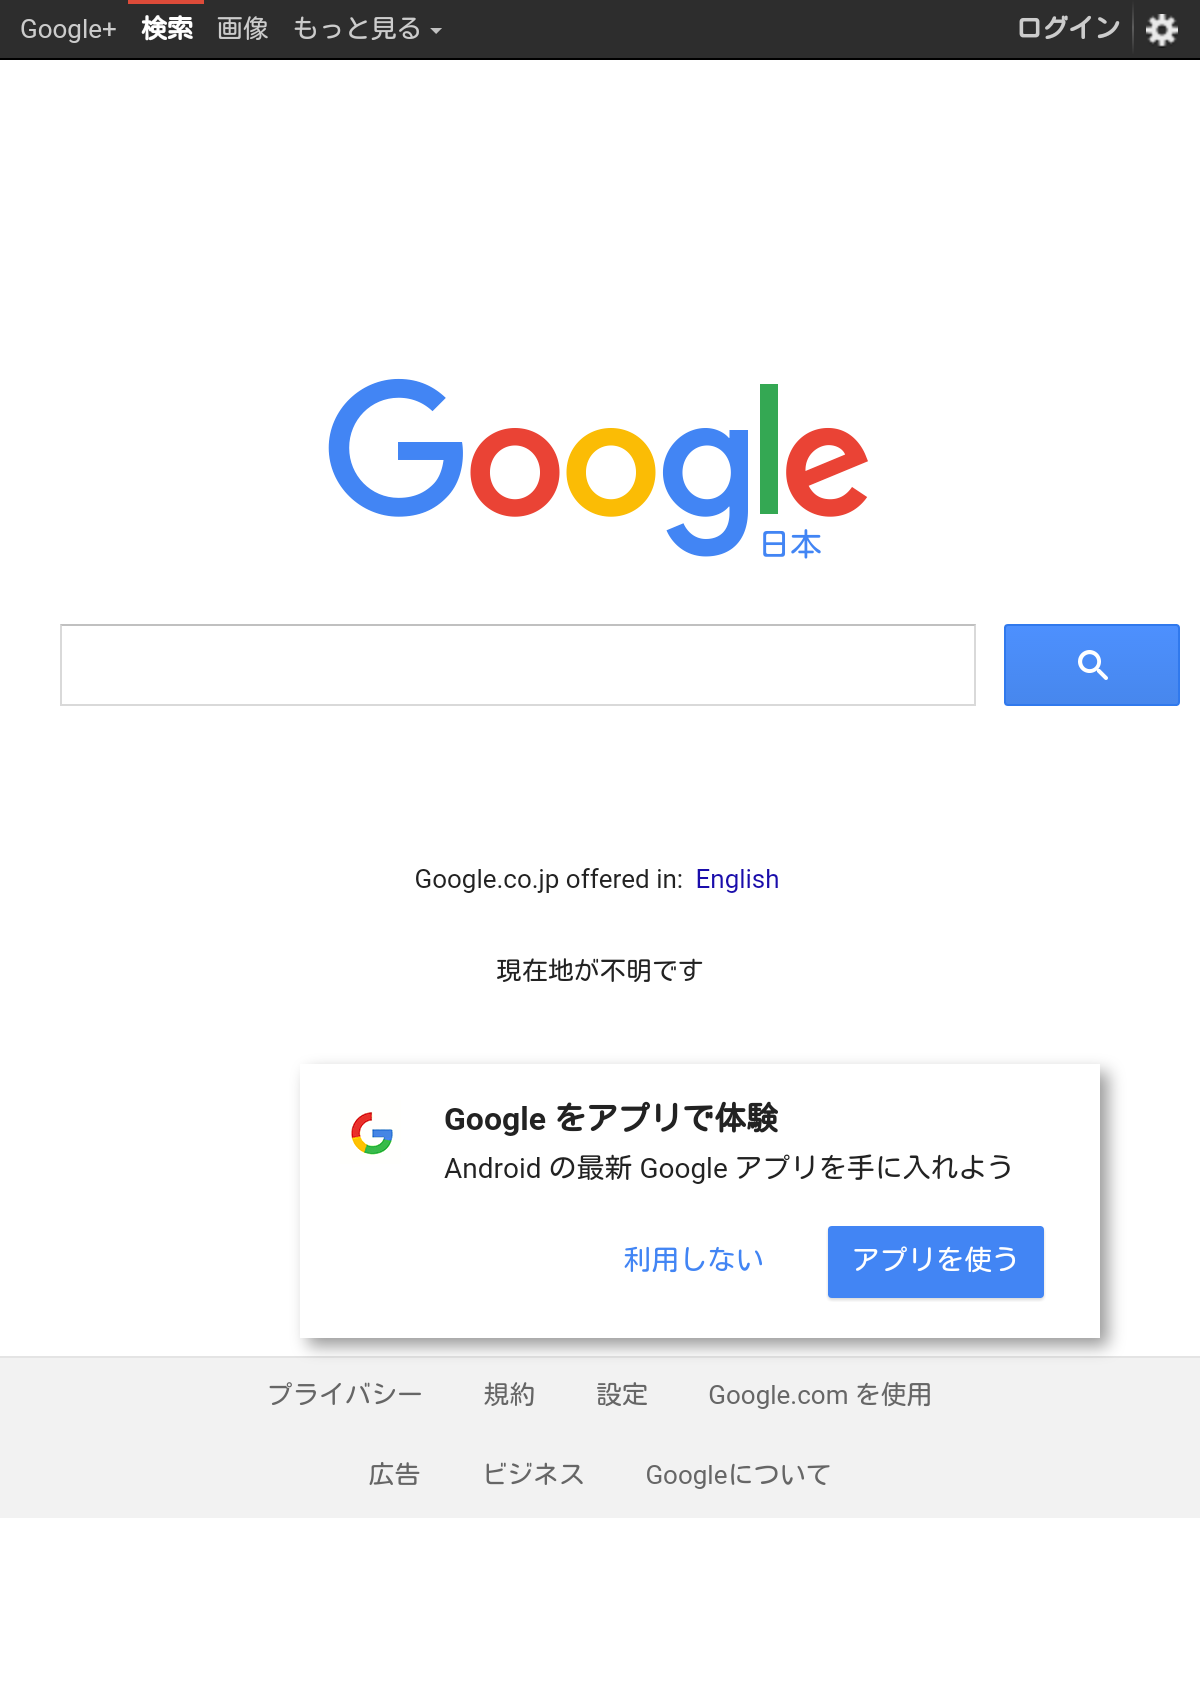 Google+ 検索 画像 もっと見る ログイン
Google
日本
Google.co.jp offered in: English
現在地が不明です
Google をアプリで体験
Android の最新 Google アプリを手に入れよう
利用しない アプリを使う
プライバシー 規約 設定 Google.com を使用
広告 ビジネス Googleについて